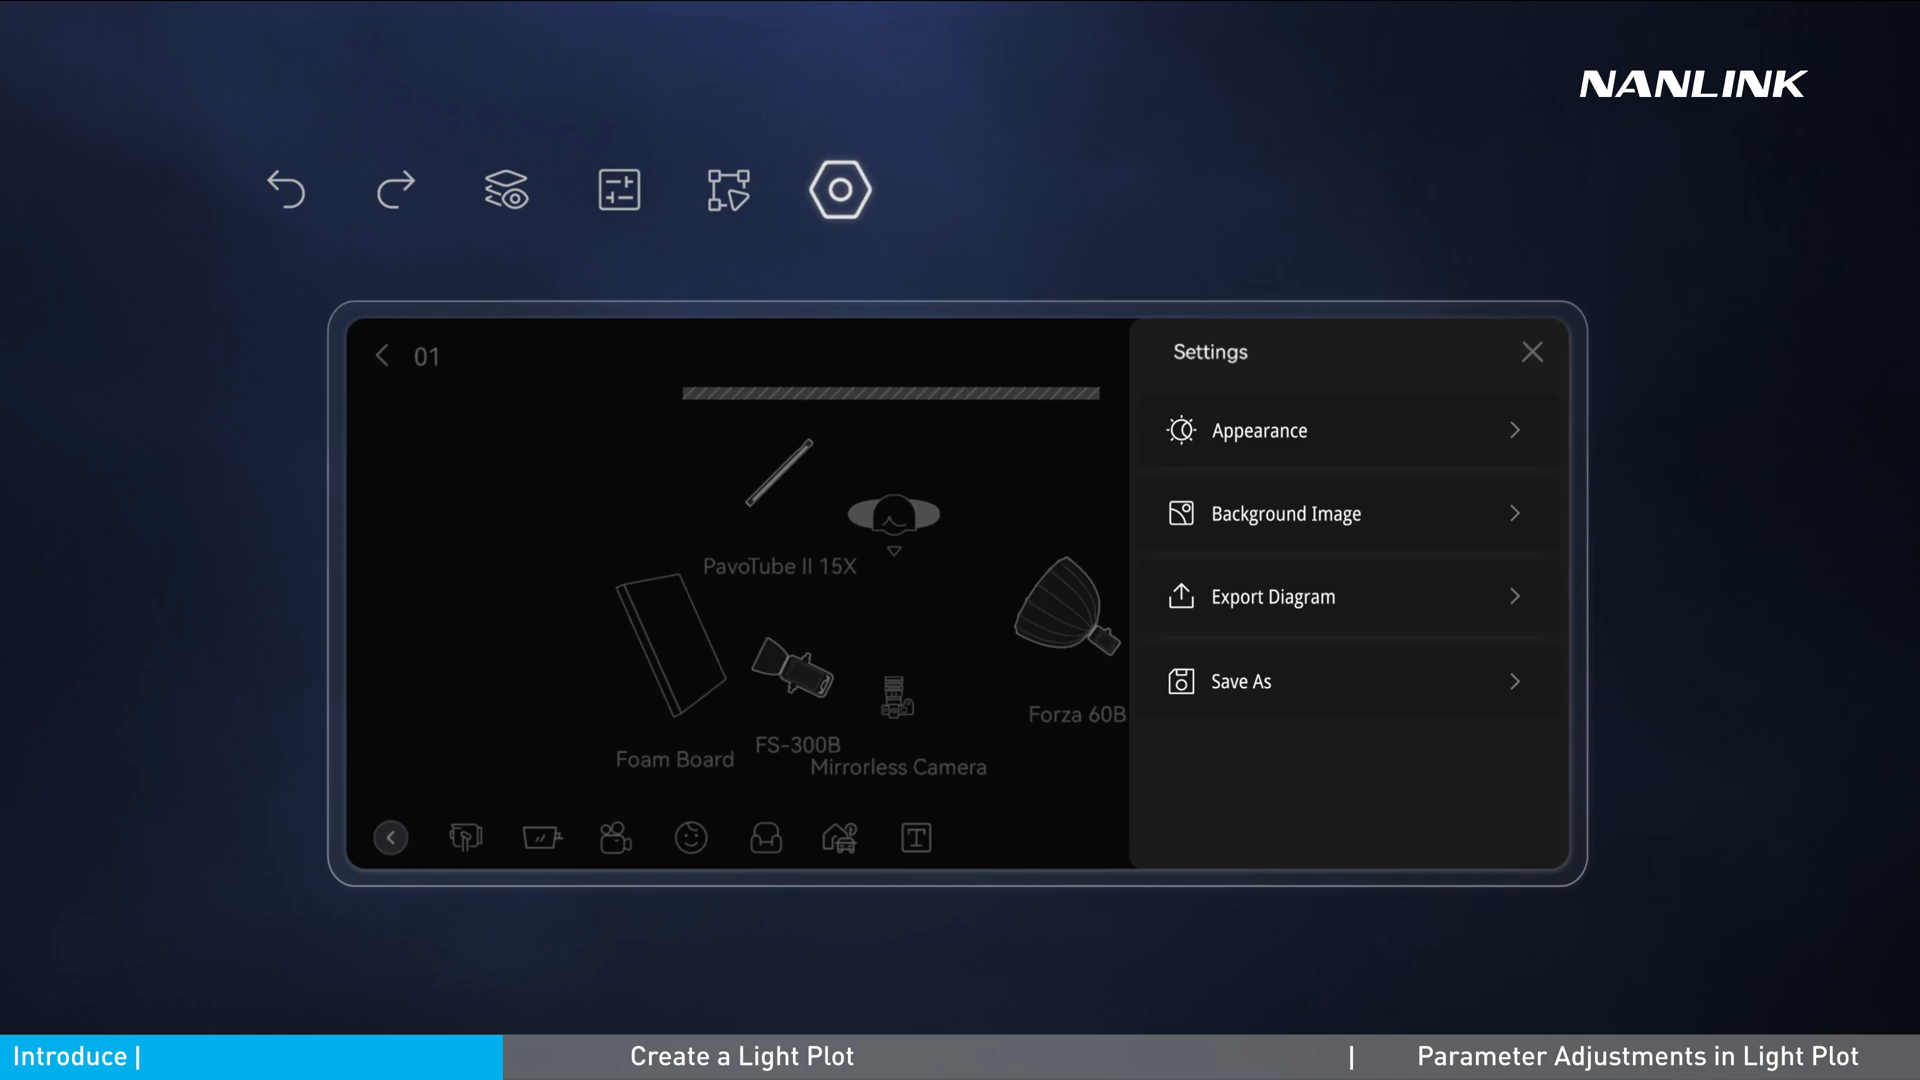 NANLINK
01
Settings
Appearance
Background Image
Export Diagram
Save As
PavoTube II 15X
Forza 60B
FS-300B
Foam Board
Mirrorless Camera
T
Introduce |
Create a Light Plot
|
Parameter Adjustments in Light Plot